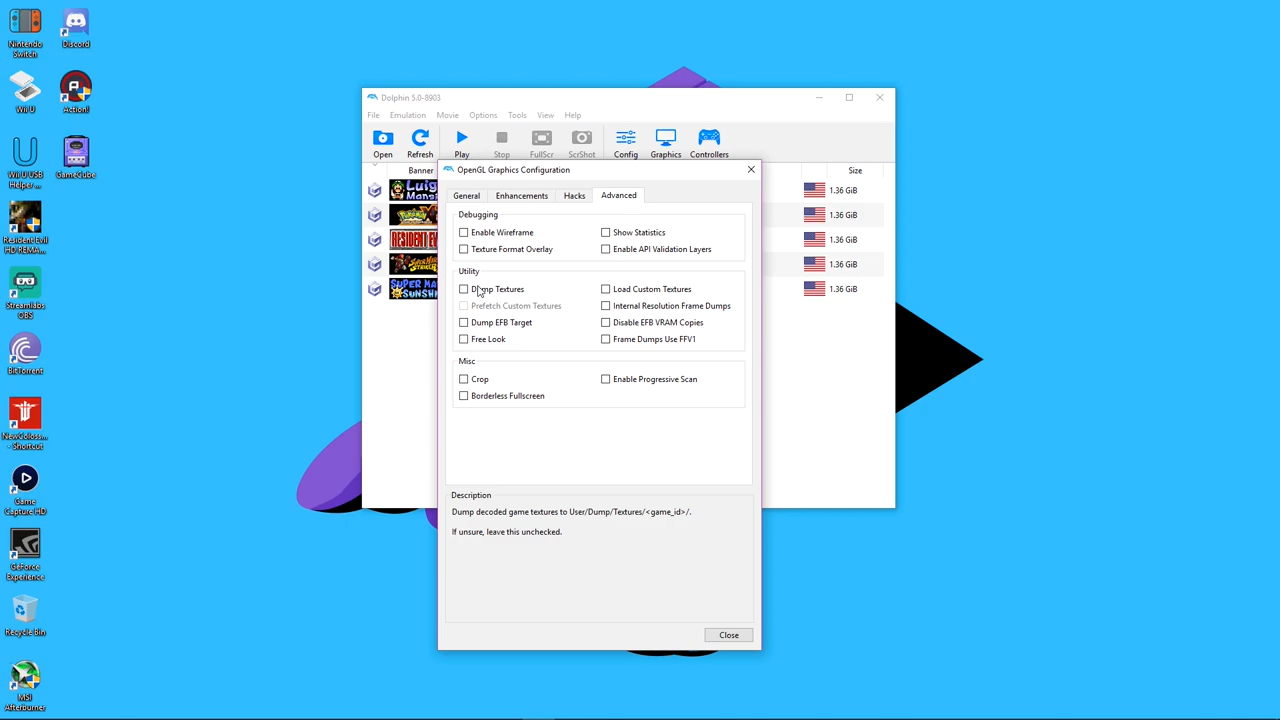 Nintendo
Switch
Discord
Wii U
Action!
Wii U USB
Helper ...
GameCube
Resident Evil
HD REMA...
Streamlabs
OBS
BitTorrent
NewColoss...
- Shortcut
Game
Capture HD
GeForce
Experience
Recycle Bin
MSI
Afterburner
Dolphin 5.0-8903
File Emulation Movie Options Tools View Help
Open Refresh Play Stop FullScr ScrShot Config Graphics Controllers
Banner Size
1.36 GiB
1.36 GiB
RESIDENT EV 1.36 GiB
1.36 GiB
1.36 GiB
OpenGL Graphics Configuration
General Enhancements Hacks Advanced
Debugging
Enable Wireframe Show Statistics
Texture Format Overlay Enable API Validation Layers
Utility
Dump Textures Load Custom Textures
Prefetch Custom Textures Internal Resolution Frame Dumps
Dump EFB Target Disable EFB VRAM Copies
Free Look Frame Dumps Use FFV1
Misc
Crop Enable Progressive Scan
Borderless Fullscreen
Description
Dump decoded game textures to User/Dump/Textures/<game_id>/.
If unsure, leave this unchecked.
Close